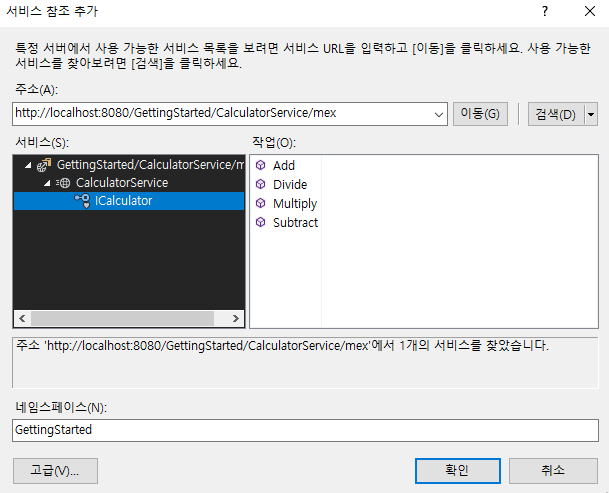 서비스 참조 추가
? ×
특정 서버에서 사용 가능한 서비스 목록을 보려면 서비스 URL을 입력하고 [이동]을 클릭하세요. 사용 가능한
서비스를 찾아보려면 [검색]을 클릭하세요.
주소(A):
http://localhost:8080/GettingStarted/CalculatorService/mex
이동(G)
검색(D)
서비스(S):
작업(O):
GettingStarted/CalculatorService/m
CalculatorService
ICalculator
Add
Divide
Multiply
Subtract
주소 'http://localhost:8080/GettingStarted/CalculatorService/mex'에서 1개의 서비스를 찾았습니다.
네임스페이스(N):
GettingStarted
고급(V)...
확인
취소